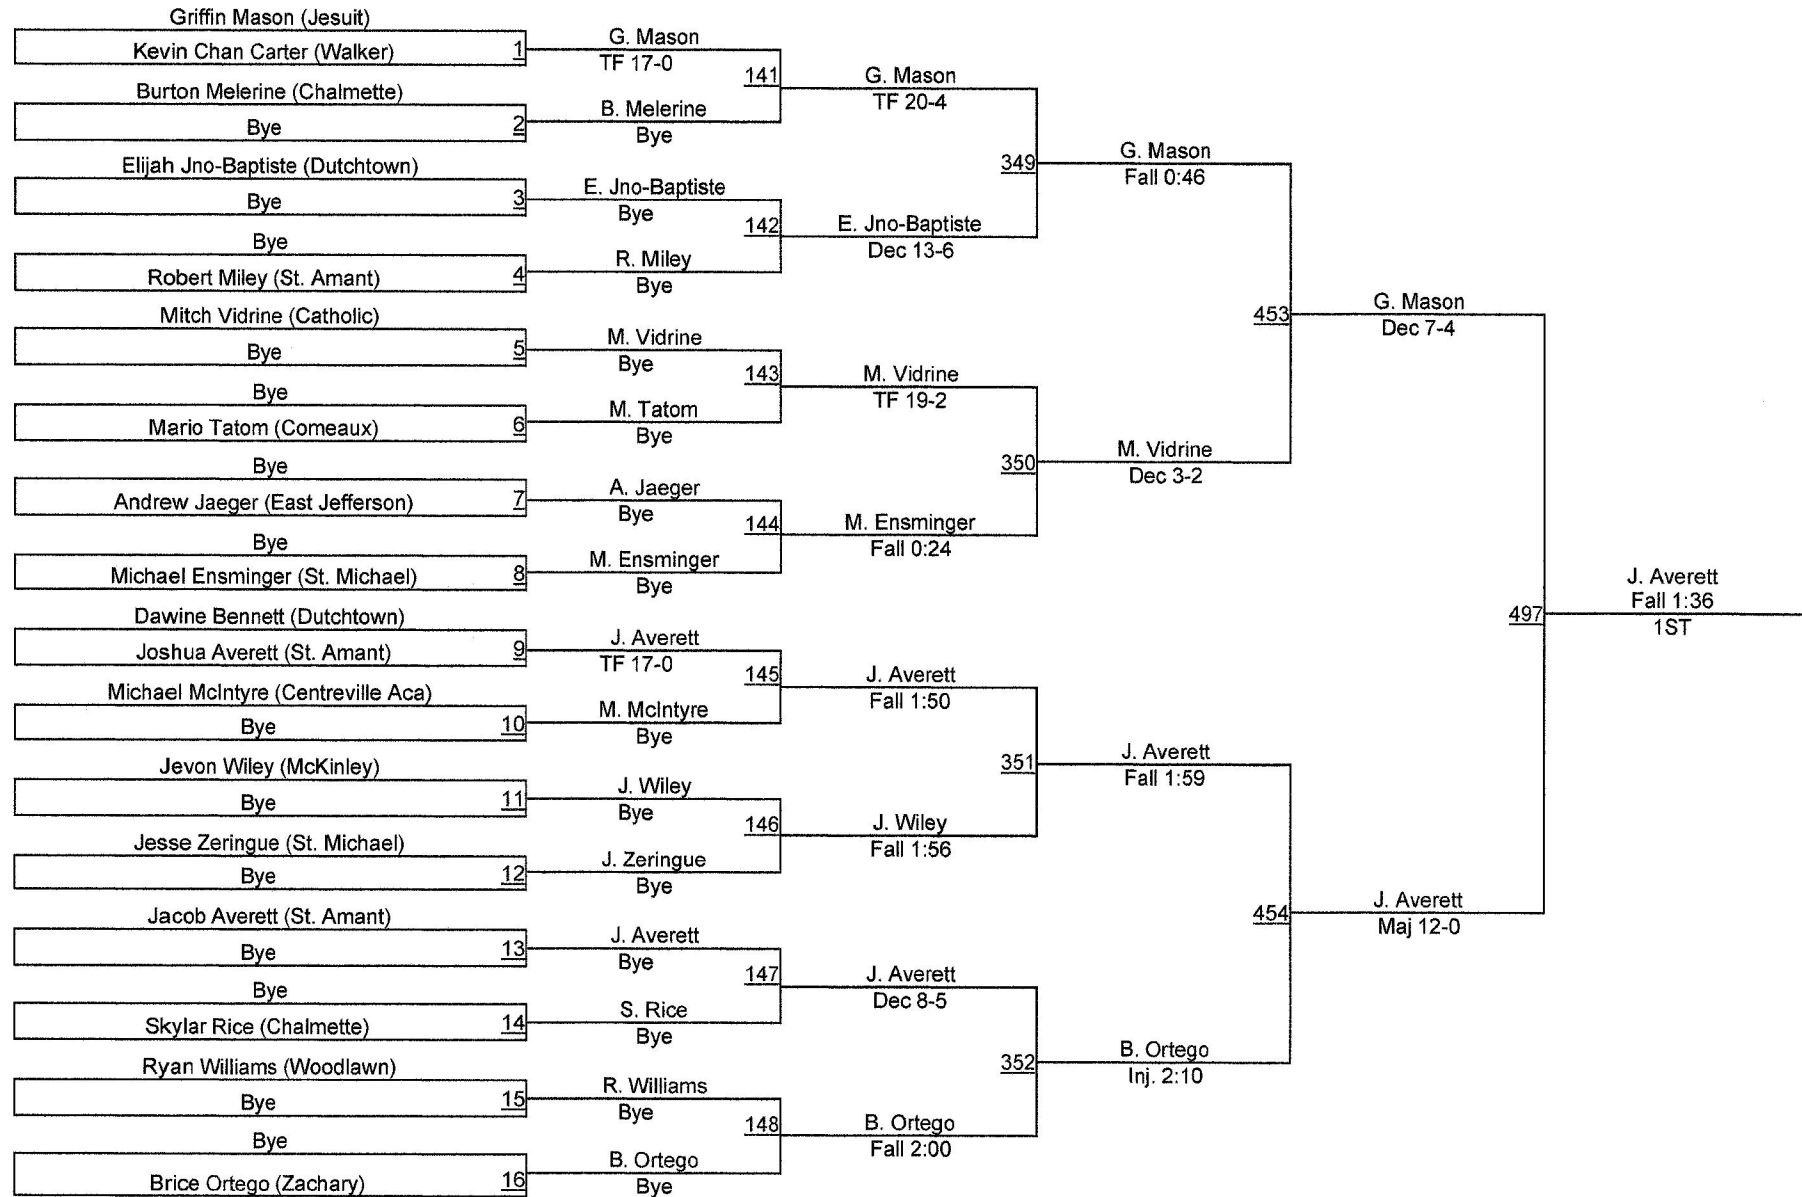 Griffin Mason (Jesuit)
Kevin Chan Carter (Walker) 1
Burton Melerine (Chalmette)
Bye 2
Elijah Jno-Baptiste (Dutchtown)
Bye 3
Bye
Robert Miley (St. Amant) 4
Mitch Vidrine (Catholic)
Bye 5
Bye
Mario Tatom (Comeaux) 6
Bye
Andrew Jaeger (East Jefferson) 7
Bye
Michael Ensminger (St. Michael) 8
Dawine Bennett (Dutchtown)
Joshua Averett (St. Amant) 9
Michael McIntyre (Centreville Aca)
Bye 10
Jevon Wiley (McKinley)
Bye 11
Jesse Zeringue (St. Michael)
Bye 12
Jacob Averett (St. Amant)
Bye 13
Bye
Skylar Rice (Chalmette) 14
Ryan Williams (Woodlawn)
Bye 15
Bye
Brice Ortego (Zachary) 16
G. Mason
TF 17-0
141
B. Melerine
Bye
E. Jno-Baptiste
Bye
142
R. Miley
Bye
M. Vidrine
Bye
143
M. Tatom
Bye
A. Jaeger
Bye
144
M. Ensminger
Bye
J. Averett
TF 17-0
145
M. McIntyre
Bye
J. Wiley
Bye
146
J. Zeringue
Bye
J. Averett
Bye
147
S. Rice
Bye
R. Williams
Bye
148
B. Ortego
Bye
G. Mason
TF 20-4
349
E. Jno-Baptiste
Dec 13-6
M. Vidrine
TF 19-2
350
M. Ensminger
Fall 0:24
J. Averett
Fall 1:50
351
J. Wiley
Fall 1:56
J. Averett
Dec 8-5
352
B. Ortego
Fall 2:00
G. Mason
Fall 0:46
453
M. Vidrine
Dec 3-2
J. Averett
Fall 1:59
454
B. Ortego
Inj. 2:10
G. Mason
Dec 7-4
497
J. Averett
Maj 12-0
J. Averett
Fall 1:36
1ST